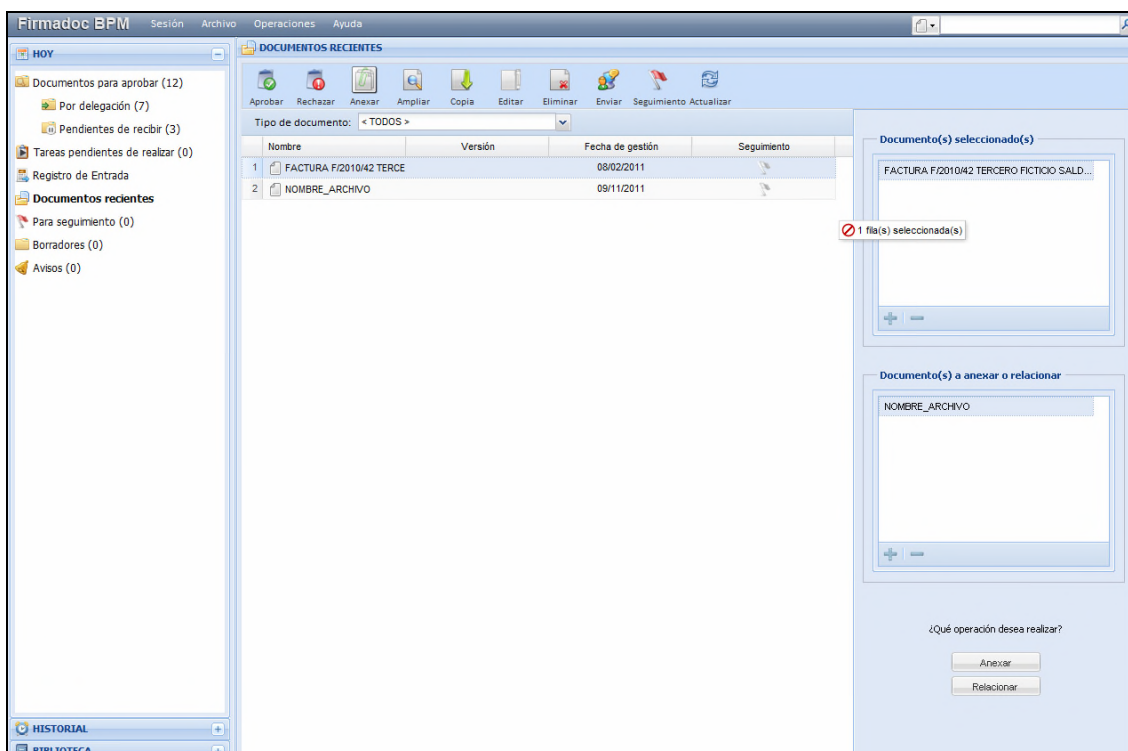 Firmadoc BPM Sesión Archivo Operaciones Ayuda
HOY
Documentos para aprobar (12)
Por delegación (7)
Pendientes de recibir (3)
Tareas pendientes de realizar (0)
Registro de Entrada
Documentos recientes
Para seguimiento (0)
Borradores (0)
Avisos (0)
HISTORIAL
BIBLIOTECA
DOCUMENTOS RECIENTES
Aprobar Rechazar Anexar Ampliar Copia Editar Eliminar Enviar Seguimiento Actualizar
Tipo de documento: < TODOS >
Nombre Versión Fecha de gestión Seguimiento
1 FACTURA F/2010/42 TERCE 08/02/2011
2 NOMBRE_ARCHIVO 09/11/2011
1 fila(s) seleccionada(s)
Documento(s) seleccionado(s)
FACTURA F/2010/42 TERCERO FICTICIO SALD...
Documento(s) a anexar o relacionar
NOMBRE_ARCHIVO
¿Qué operación desea realizar?
Anexar
Relacionar